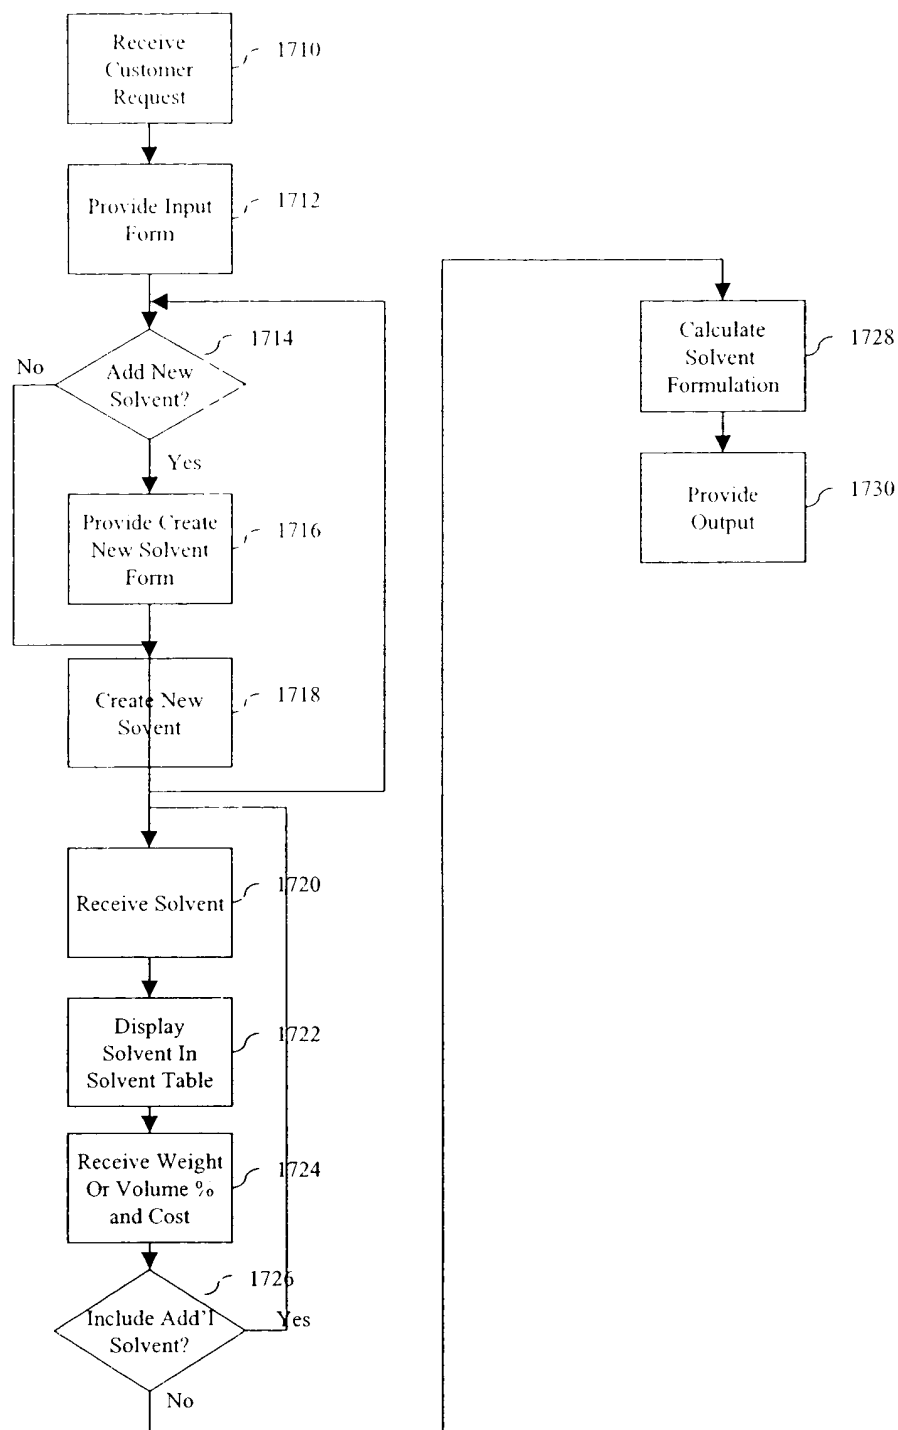 Receive
Customer
Request
1710
Provide Input
Form
1712
Add New
Solvent?
1714
No
Yes
Provide Create
New Solvent
Form
1716
Create New
Sovent
1718
Receive Solvent
1720
Display
Solvent In
Solvent Table
1722
Receive Weight
Or Volume %
and Cost
1724
Include Add'l
Solvent?
1726
Yes
No
Calculate
Solvent
Formulation
1728
Provide
Output
1730